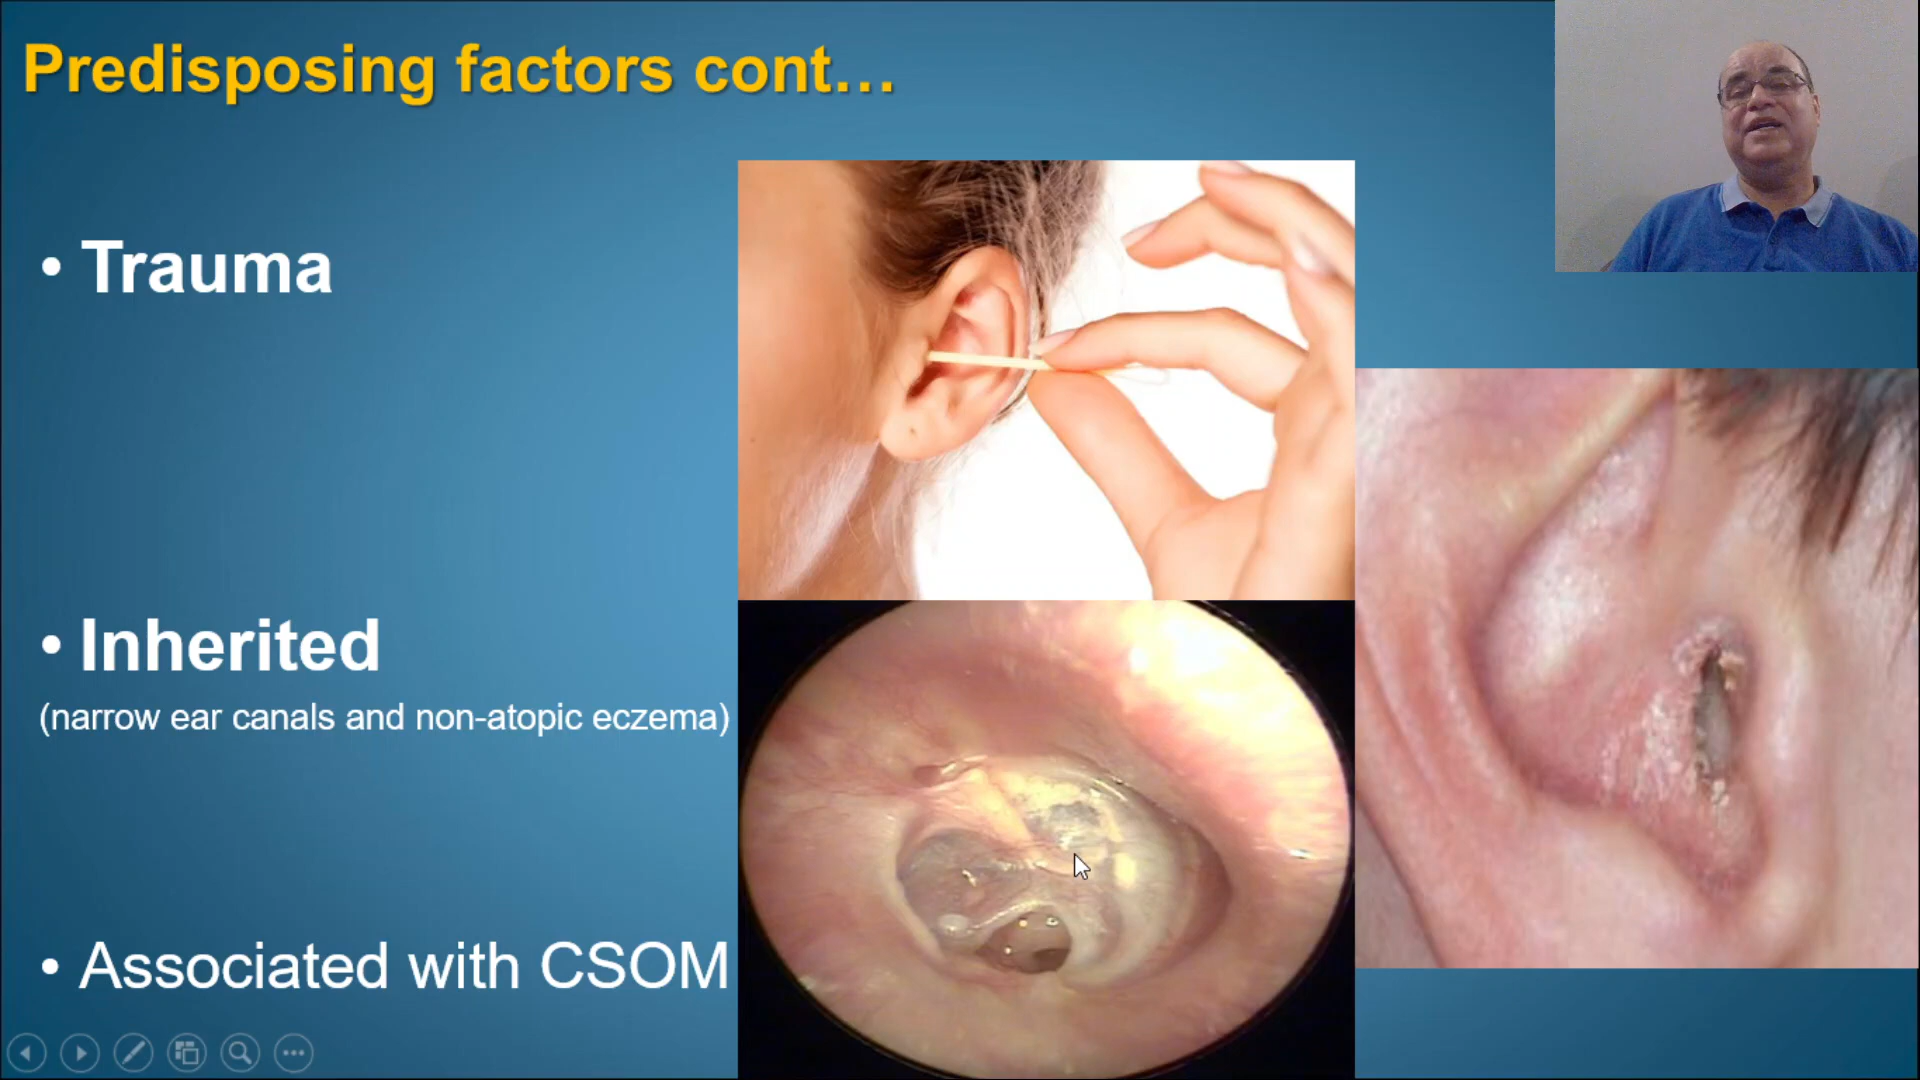 Predisposing factors cont...
• Trauma
• Inherited
(narrow ear canals and non-atopic eczema)
• Associated with CSOM